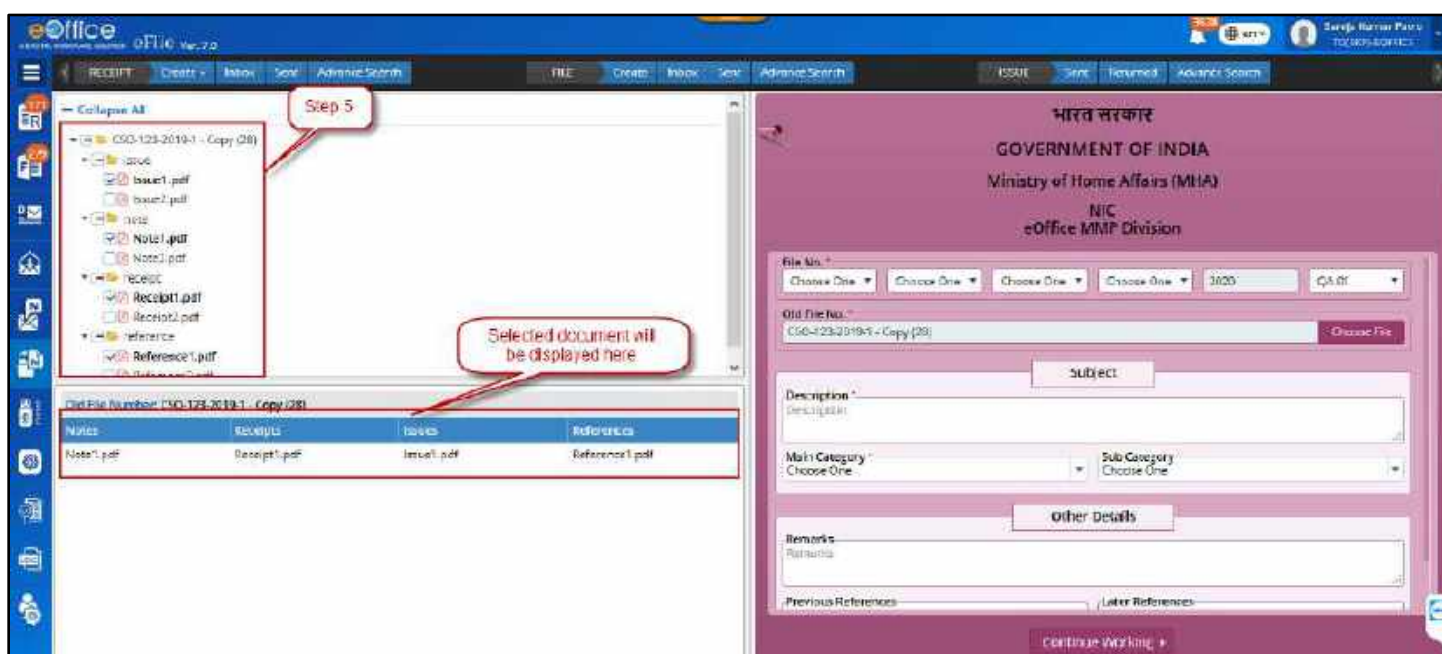 eOffice
eFile Ver. 7.0
RECEIPT Create Inbox Sent Advance Search FILE Create Inbox Sent Advance Search ISSUE Sent Returned Advance Search
Collapse All
Step 5
CSO-123-2019-1 - Copy (28)
issue
Issue1.pdf
Issue2.pdf
note
Note1.pdf
Note2.pdf
receipt
Receipt1.pdf
Receipt2.pdf
reference
Reference1.pdf
Selected document will
be displayed here
Old File Number: CSO-123-2019-1 - Copy (28)
Notes Receipts Issues References
Note1.pdf Receipt1.pdf Issue1.pdf Reference1.pdf
भारत सरकार
GOVERNMENT OF INDIA
Ministry of Home Affairs (MHA)
NIC
eOffice MMP Division
File No. *
Choose One Choose One Choose One Choose One 2020
Old File No. *
CSO-123-2019-1 - Copy (28) Choose File
Subject
Description *
Description
Main Category * Sub Category
Choose One Choose One
Other Details
Remarks
Remarks
Previous References Later References
Continue Working